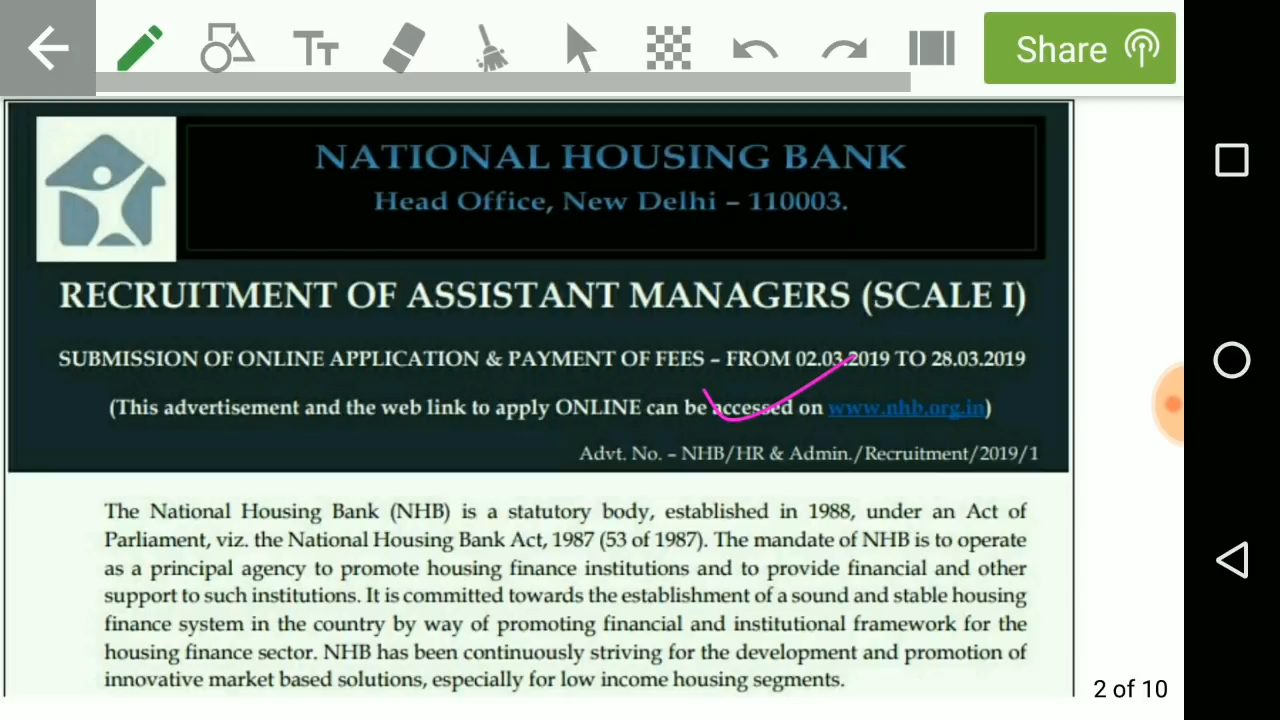 Share
NATIONAL HOUSING BANK
Head Office, New Delhi – 110003.
RECRUITMENT OF ASSISTANT MANAGERS (SCALE I)
SUBMISSION OF ONLINE APPLICATION & PAYMENT OF FEES – FROM 02.03.2019 TO 28.03.2019
(This advertisement and the web link to apply ONLINE can be accessed on www.nhb.org.in)
Advt. No. – NHB/HR & Admin./Recruitment/2019/1
The National Housing Bank (NHB) is a statutory body, established in 1988, under an Act of
Parliament, viz. the National Housing Bank Act, 1987 (53 of 1987). The mandate of NHB is to operate
as a principal agency to promote housing finance institutions and to provide financial and other
support to such institutions. It is committed towards the establishment of a sound and stable housing
finance system in the country by way of promoting financial and institutional framework for the
housing finance sector. NHB has been continuously striving for the development and promotion of
innovative market based solutions, especially for low income housing segments.
2 of 10